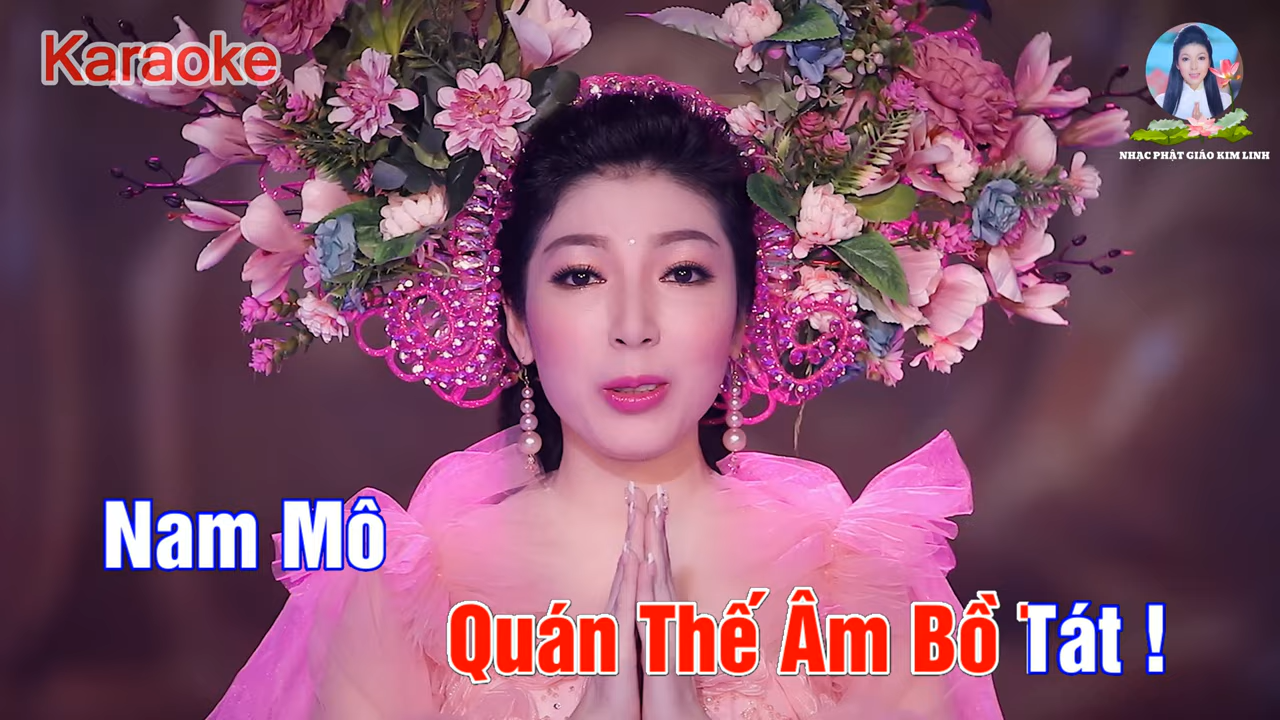 Karaoke
NHẠC PHẬT GIÁO KIM LINH
Nam Mô
Quán Thế Âm Bồ Tát !